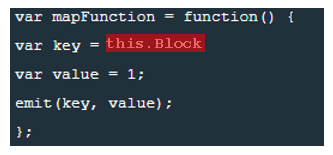 var mapFunction = function() {
var key = this.Block
var value = 1;
emit(key, value);
};